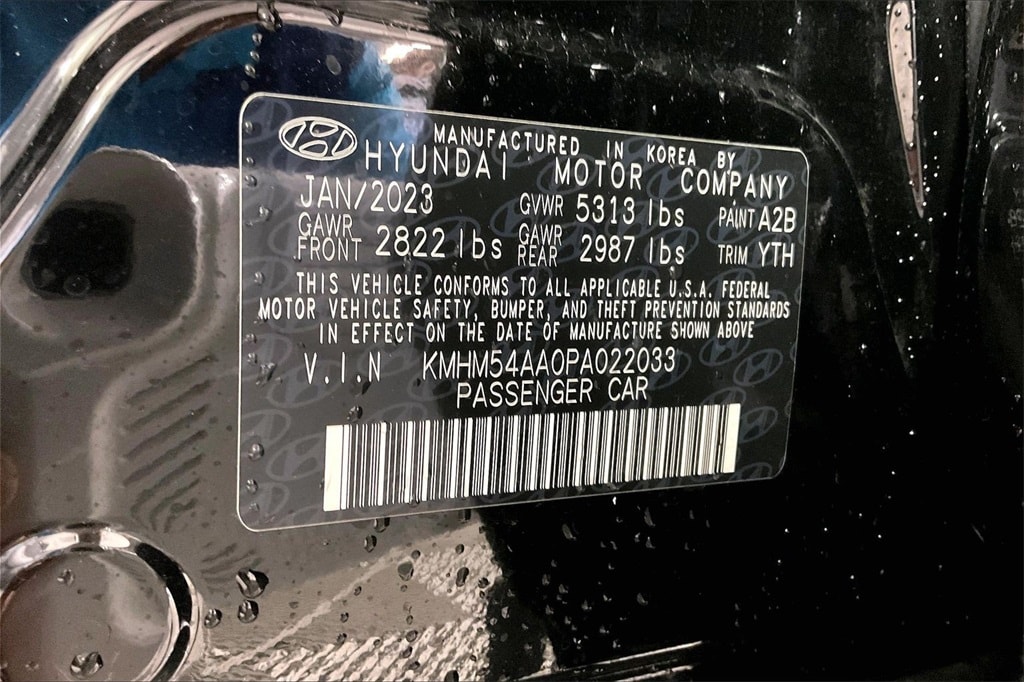 MANUFACTURED IN KOREA BY
HYUNDAI MOTOR COMPANY
JAN/2023 GVWR 5313 lbs PAINT A2B
GAWR FRONT 2822 lbs GAWR REAR 2987 lbs TRIM YTH
THIS VEHICLE CONFORMS TO ALL APPLICABLE U.S.A. FEDERAL
MOTOR VEHICLE SAFETY, BUMPER, AND THEFT PREVENTION STANDARDS
IN EFFECT ON THE DATE OF MANUFACTURE SHOWN ABOVE
V.I.N KMHM54AA0PA022033
PASSENGER CAR